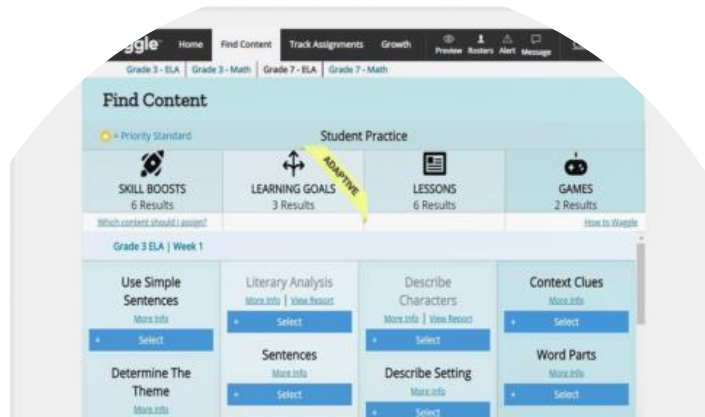 Home Find Content Track Assignments Growth Preview Rosters Alert Message
Grade 3 - ELA Grade 3 - Math Grade 7 - ELA Grade 7 - Math
Find Content
= Priority Standard
Student Practice
ADAPTIVE
SKILL BOOSTS
6 Results
LEARNING GOALS
3 Results
LESSONS
6 Results
GAMES
2 Results
Which content should I assign?
How to Waggle
Grade 3 ELA | Week 1
Use Simple
Sentences
More Info
+ Select
Determine The
Theme
More Info
Literary Analysis
More Info | View Report
+ Select
Sentences
More Info
+ Select
Describe
Characters
More Info | View Report
+ Select
Describe Setting
More Info
+ Select
Context Clues
More Info
+ Select
Word Parts
More Info
+ Select